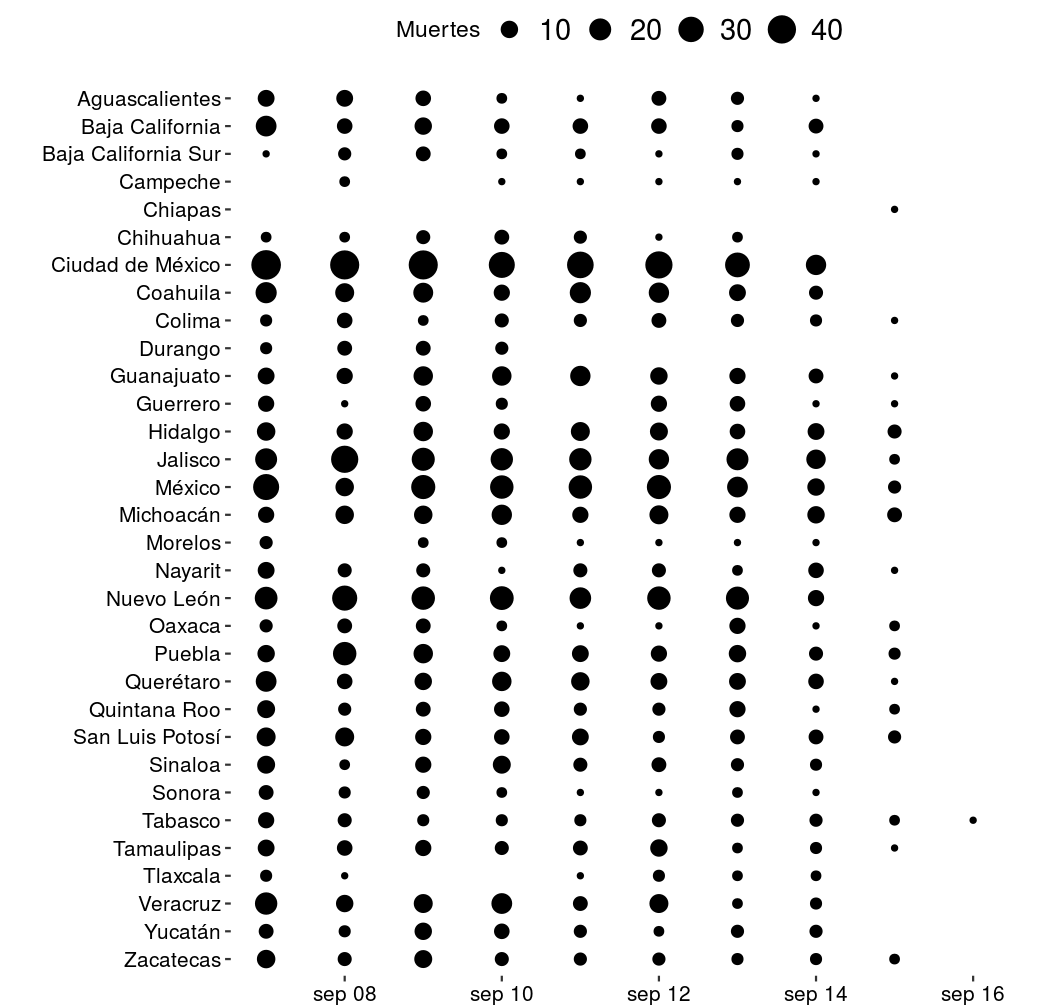 Muertes 10 20 30 40
Aguascalientes
Baja California
Baja California Sur
Campeche
Chiapas
Chihuahua
Ciudad de México
Coahuila
Colima
Durango
Guanajuato
Guerrero
Hidalgo
Jalisco
México
Michoacán
Morelos
Nayarit
Nuevo León
Oaxaca
Puebla
Querétaro
Quintana Roo
San Luis Potosí
Sinaloa
Sonora
Tabasco
Tamaulipas
Tlaxcala
Veracruz
Yucatán
Zacatecas
sep 08 sep 10 sep 12 sep 14 sep 16